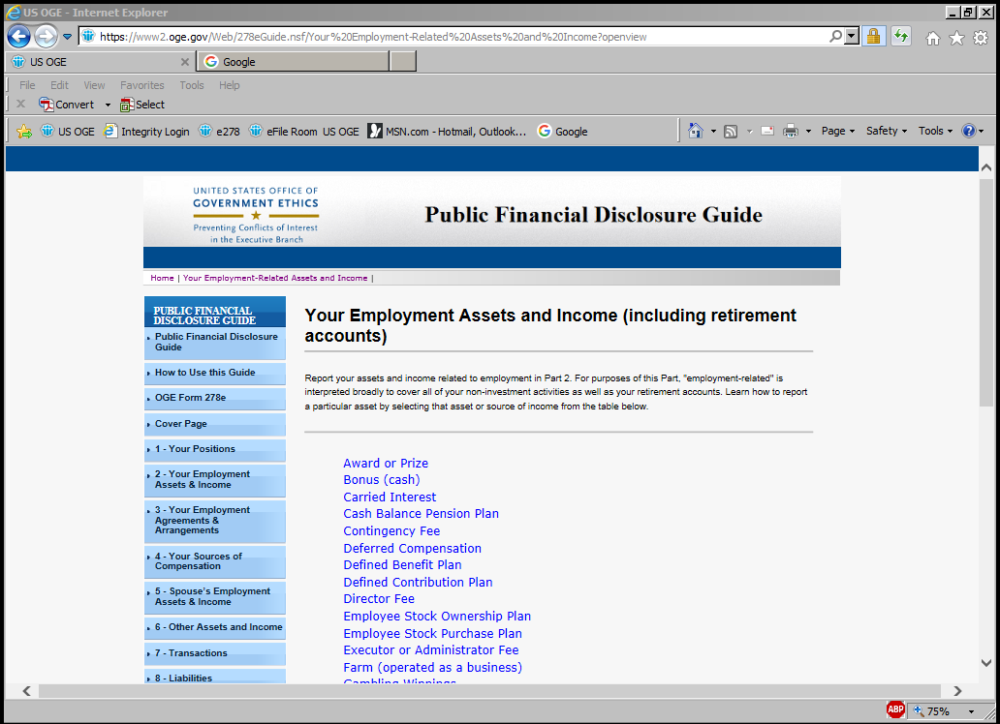 US OGE - Internet Explorer
https://www2.oge.gov/Web/278eGuide.nsf/Your%20Employment-Related%20Assets%20and%20Income?openview
US OGE
Google
File Edit View Favorites Tools Help
Convert Select
US OGE Integrity Login e278 eFile Room US OGE MSN.com - Hotmail, Outlook... Google Page Safety Tools
UNITED STATES OFFICE OF
GOVERNMENT ETHICS
Preventing Conflicts of Interest
in the Executive Branch
Public Financial Disclosure Guide
Home | Your Employment-Related Assets and Income |
PUBLIC FINANCIAL
DISCLOSURE GUIDE
Public Financial Disclosure
Guide
How to Use this Guide
OGE Form 278e
Cover Page
1 - Your Positions
2 - Your Employment
Assets & Income
3 - Your Employment
Agreements &
Arrangements
4 - Your Sources of
Compensation
5 - Spouse's Employment
Assets & Income
6 - Other Assets and Income
7 - Transactions
8 - Liabilities
Your Employment Assets and Income (including retirement
accounts)
Report your assets and income related to employment in Part 2. For purposes of this Part, "employment-related" is
interpreted broadly to cover all of your non-investment activities as well as your retirement accounts. Learn how to report
a particular asset by selecting that asset or source of income from the table below.
Award or Prize
Bonus (cash)
Carried Interest
Cash Balance Pension Plan
Contingency Fee
Deferred Compensation
Defined Benefit Plan
Defined Contribution Plan
Director Fee
Employee Stock Ownership Plan
Employee Stock Purchase Plan
Executor or Administrator Fee
Farm (operated as a business)
Gambling Winnings
ABP
75%